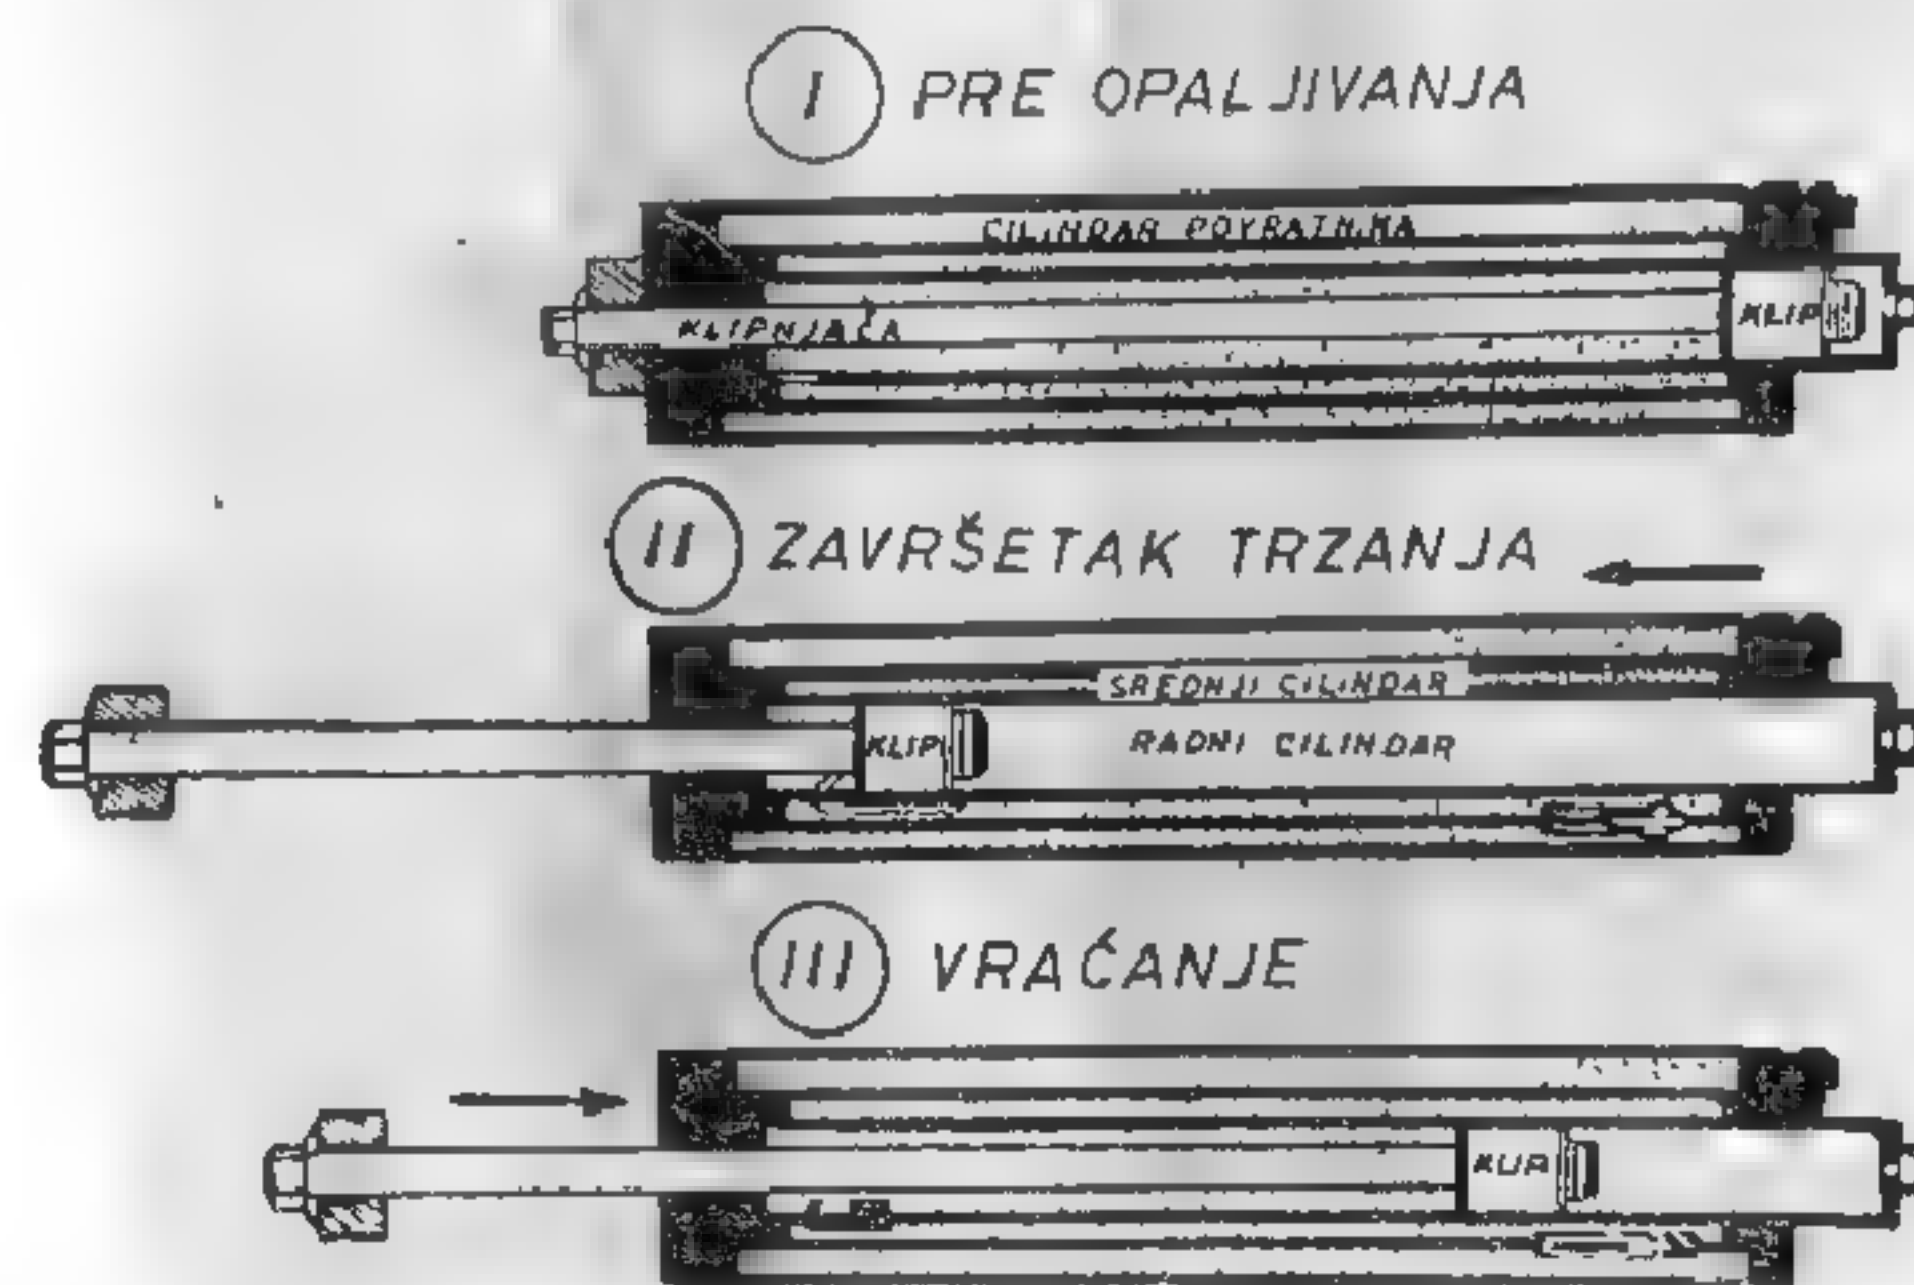 I PRE OPALJIVANJA
CILINDAR POVRATNIKA
KLIPNJAČA
KLIP
II ZAVRŠETAK TRZANJA
SREDNJI CILINDAR
KLIP
RADNI CILINDAR
III VRAĆANJE
KLIP